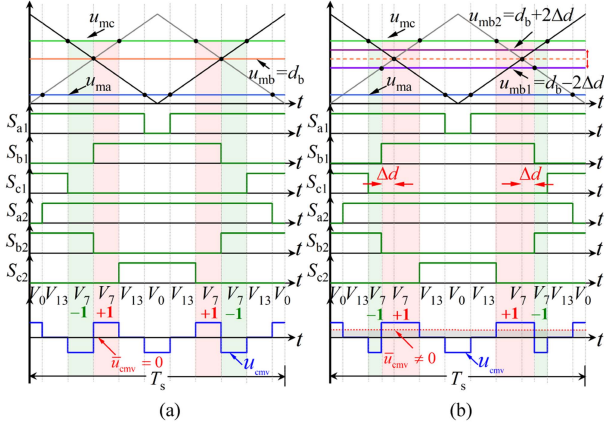 u_mc
u_mb=d_b
u_ma
t
S_a1
t
S_b1
t
S_c1
t
S_a2
t
S_b2
t
S_c2
t
V_0 V_13 V_7 V_7 V_13 V_0 V_13 V_7 V_7 V_13 V_0
-1 +1 +1 -1
t
ū_cmv = 0
u_cmv
T_s
(a)
u_mc
u_mb2=d_b+2Δd
u_ma
u_mb1=d_b-2Δd
t
S_a1
t
S_b1
t
S_c1
Δd
Δd
t
S_a2
t
S_b2
t
S_c2
t
V_0 V_13 V_7 V_7 V_13 V_0 V_13 V_7 V_7 V_13 V_0
-1 +1 +1 -1
t
ū_cmv ≠ 0
u_cmv
T_s
(b)